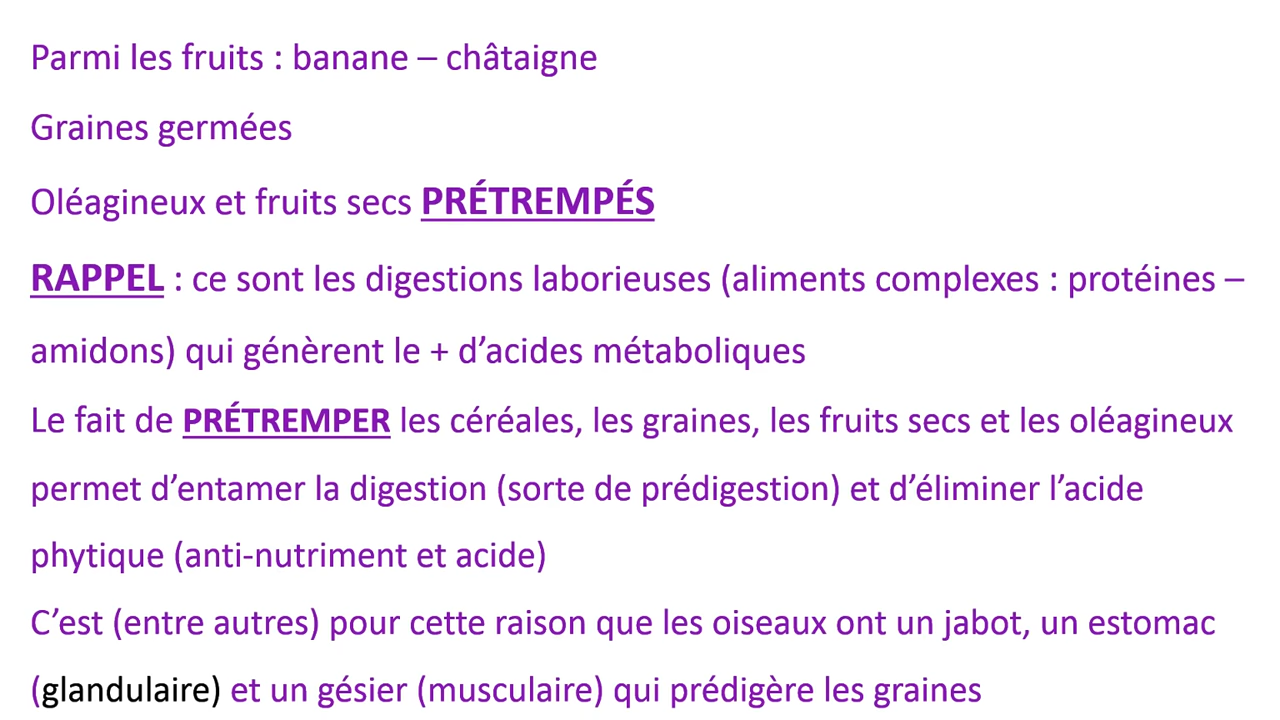 Parmi les fruits : banane – châtaigne
Graines germées
Oléagineux et fruits secs PRÉTREMPÉS
RAPPEL : ce sont les digestions laborieuses (aliments complexes : protéines –
amidons) qui génèrent le + d’acides métaboliques
Le fait de PRÉTREMPER les céréales, les graines, les fruits secs et les oléagineux
permet d’entamer la digestion (sorte de prédigestion) et d’éliminer l’acide
phytique (anti-nutriment et acide)
C’est (entre autres) pour cette raison que les oiseaux ont un jabot, un estomac
(glandulaire) et un gésier (musculaire) qui prédigère les graines